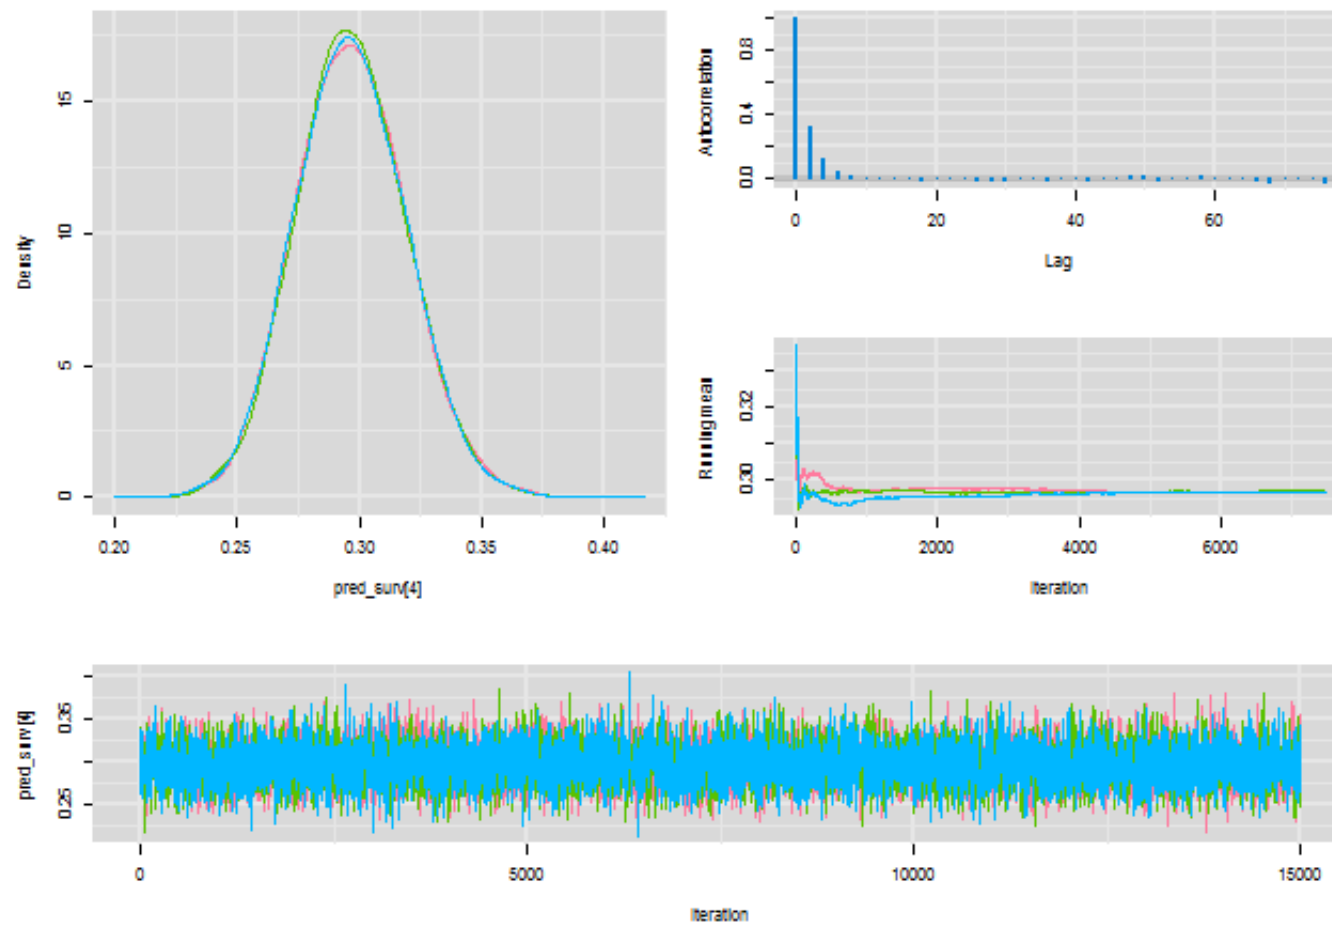 Density
0
5
10
15
0.20 0.25 0.30 0.35 0.40
pred_surv[4]
Autocorrelation
0.0 0.4 0.8
0 20 40 60
Lag
Running mean
0.30 0.32
0 2000 4000 6000
Iteration
pred_surv[4]
0.25 0.35
0 5000 10000 15000
Iteration